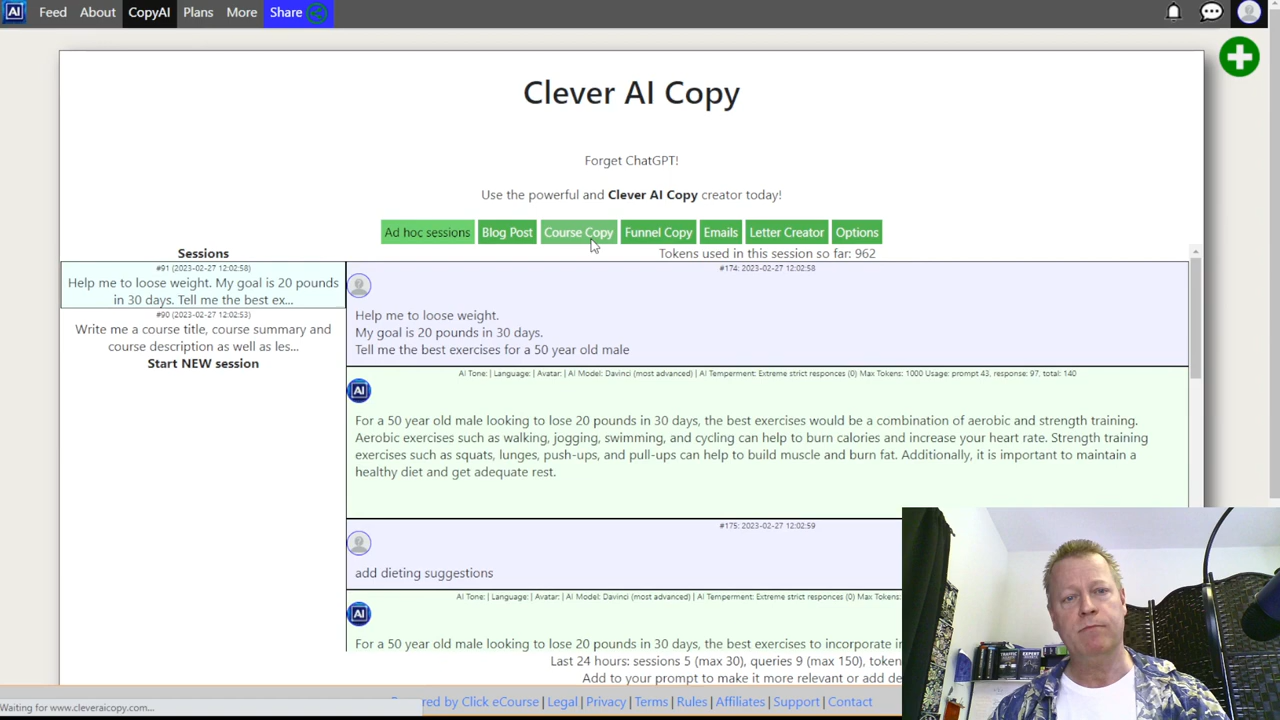 AI Feed About CopyAI Plans More Share
Clever AI Copy
Forget ChatGPT!
Use the powerful and Clever AI Copy creator today!
Ad hoc sessions Blog Post Course Copy Funnel Copy Emails Letter Creator Options
Sessions
Tokens used in this session so far: 962
#91 (2023-02-27 12:02:58)
Help me to loose weight. My goal is 20 pounds
in 30 days. Tell me the best ex...
#90 (2023-02-27 12:02:53)
Write me a course title, course summary and
course description as well as les...
Start NEW session
#174: 2023-02-27 12:02:58
Help me to loose weight.
My goal is 20 pounds in 30 days.
Tell me the best exercises for a 50 year old male
AI Tone: | Language: | Avatar: | AI Model: Davinci (most advanced) | AI Temperment: Extreme strict responces (0) Max Tokens: 1000 Usage: prompt 43, response: 97, total: 140
AI
For a 50 year old male looking to lose 20 pounds in 30 days, the best exercises would be a combination of aerobic and strength training.
Aerobic exercises such as walking, jogging, swimming, and cycling can help to burn calories and increase your heart rate. Strength training
exercises such as squats, lunges, push-ups, and pull-ups can help to build muscle and burn fat. Additionally, it is important to maintain a
healthy diet and get adequate rest.
#175: 2023-02-27 12:02:59
add dieting suggestions
AI Tone: | Language: | Avatar: | AI Model: Davinci (most advanced) | AI Temperment: Extreme strict responces (0) Max Tokens:
AI
For a 50 year old male looking to lose 20 pounds in 30 days, the best exercises to incorporate
Last 24 hours: sessions 5 (max 30), queries 9 (max 150), token
Add to your prompt to make it more relevant or add de
red by Click eCourse | Legal | Privacy | Terms | Rules | Affiliates | Support | Contact
Waiting for www.cleveraicopy.com...
TRAFFIC
EXPERT